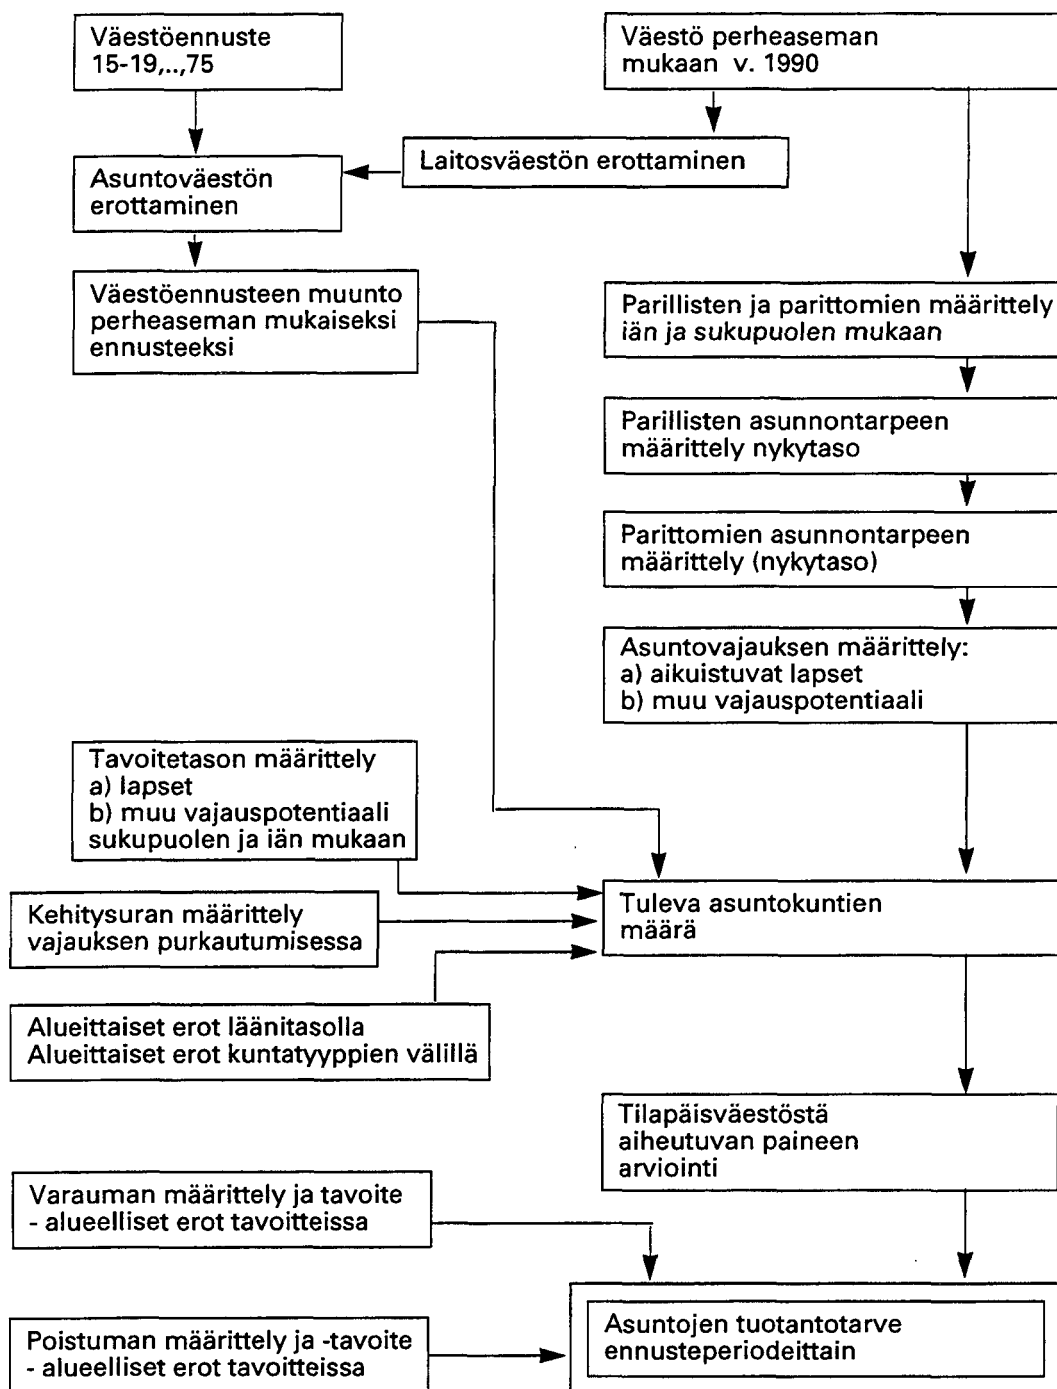 Väestöennuste
15-19,..,75
Väestö perheaseman
mukaan v. 1990
Laitosväestön erottaminen
Asuntoväestön
erottaminen
Väestöennusteen muunto
perheaseman mukaiseksi
ennusteeksi
Parillisten ja parittomien määrittely
iän ja sukupuolen mukaan
Parillisten asunnontarpeen
määrittely nykytaso
Parittomien asunnontarpeen
määrittely (nykytaso)
Asuntovajauksen määrittely:
a) aikuistuvat lapset
b) muu vajauspotentiaali
Tavoitetason määrittely
a) lapset
b) muu vajauspotentiaali
sukupuolen ja iän mukaan
Kehitysuran määrittely
vajauksen purkautumisessa
Tuleva asuntokuntien
määrä
Alueittaiset erot läänitasolla
Alueittaiset erot kuntatyyppien välillä
Tilapäisväestöstä
aiheutuvan paineen
arviointi
Varauman määrittely ja tavoite
- alueelliset erot tavoitteissa
Poistuman määrittely ja -tavoite
- alueelliset erot tavoitteissa
Asuntojen tuotantotarve
ennusteperiodeittain